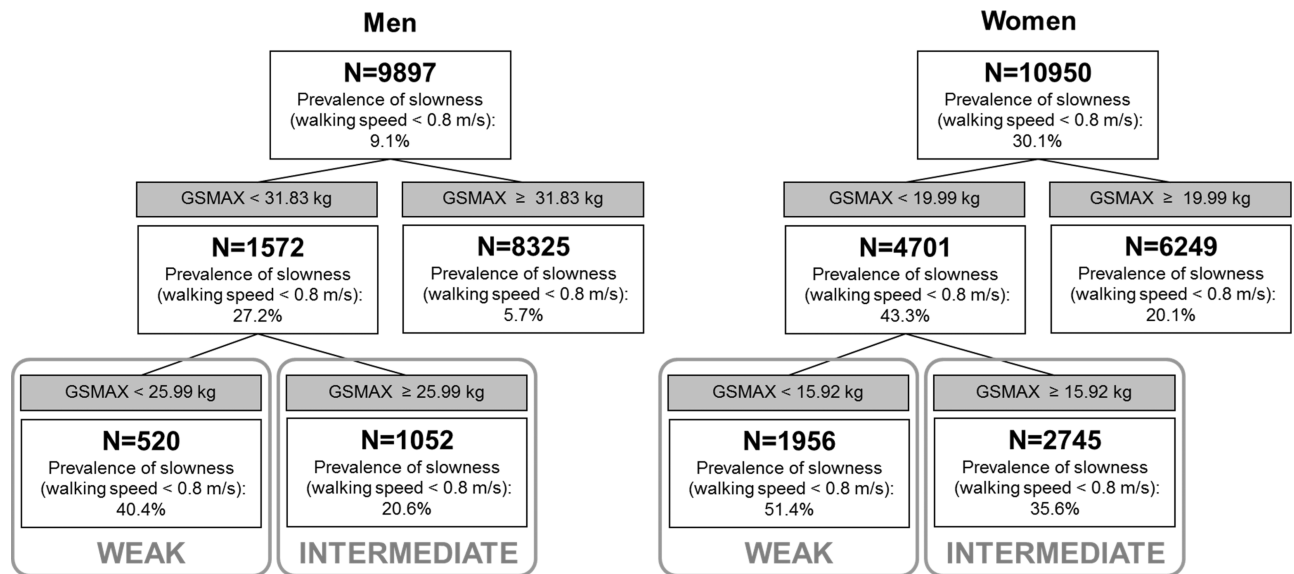 Men
N=9897
Prevalence of slowness
(walking speed < 0.8 m/s):
9.1%
GSMAX < 31.83 kg
GSMAX ≥ 31.83 kg
N=1572
Prevalence of slowness
(walking speed < 0.8 m/s):
27.2%
N=8325
Prevalence of slowness
(walking speed < 0.8 m/s):
5.7%
GSMAX < 25.99 kg
GSMAX ≥ 25.99 kg
N=520
Prevalence of slowness
(walking speed < 0.8 m/s):
40.4%
WEAK
N=1052
Prevalence of slowness
(walking speed < 0.8 m/s):
20.6%
INTERMEDIATE
Women
N=10950
Prevalence of slowness
(walking speed < 0.8 m/s):
30.1%
GSMAX < 19.99 kg
GSMAX ≥ 19.99 kg
N=4701
Prevalence of slowness
(walking speed < 0.8 m/s):
43.3%
N=6249
Prevalence of slowness
(walking speed < 0.8 m/s):
20.1%
GSMAX < 15.92 kg
GSMAX ≥ 15.92 kg
N=1956
Prevalence of slowness
(walking speed < 0.8 m/s):
51.4%
WEAK
N=2745
Prevalence of slowness
(walking speed < 0.8 m/s):
35.6%
INTERMEDIATE